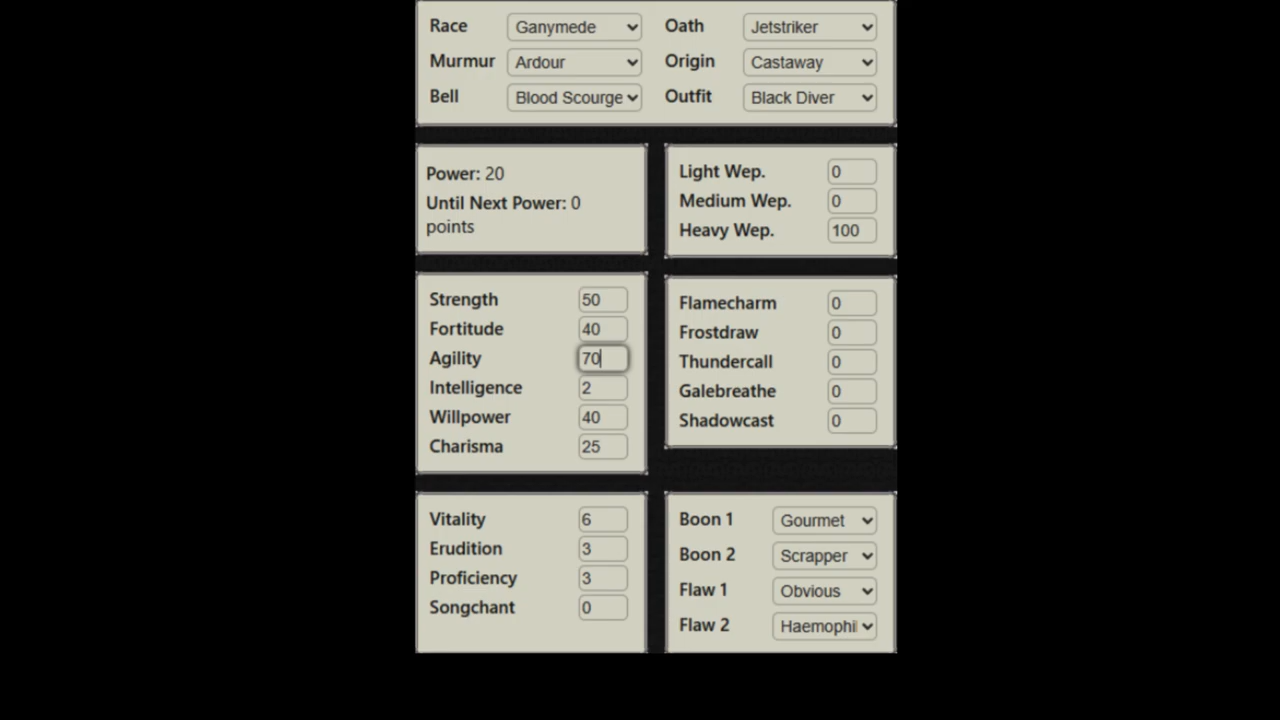 Race Ganymede Oath Jetstriker
Murmur Ardour Origin Castaway
Bell Blood Scourge Outfit Black Diver
Power: 20
Until Next Power: 0
points
Light Wep. 0
Medium Wep. 0
Heavy Wep. 100
Strength 50
Fortitude 40
Agility 70
Intelligence 2
Willpower 40
Charisma 25
Flamecharm 0
Frostdraw 0
Thundercall 0
Galebreathe 0
Shadowcast 0
Vitality 6
Erudition 3
Proficiency 3
Songchant 0
Boon 1 Gourmet
Boon 2 Scrapper
Flaw 1 Obvious
Flaw 2 Haemophil